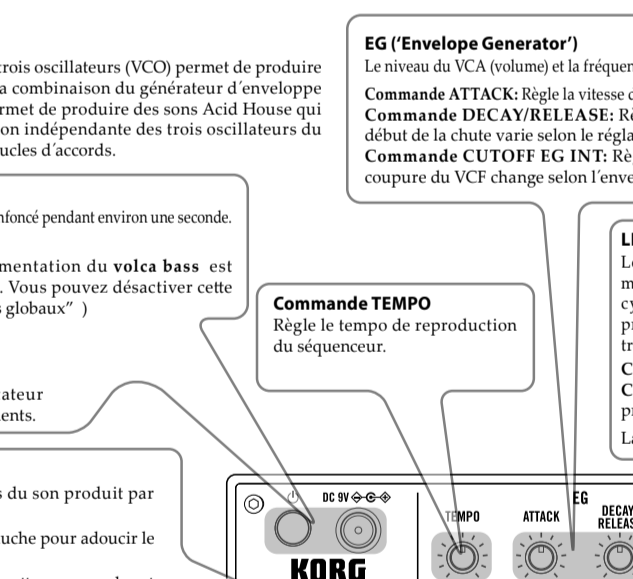 trois oscillateurs (VCO) permet de produire
a combinaison du générateur d´enveloppe
permet de produire des sons Acid House qui
on indépendante des trois oscillateurs du
ucles d´accords.
nfoncé pendant environ une seconde.
mentation du volca bass est
. Vous pouvez désactiver cette
s globaux” )
ateur
ents.
s du son produit par
uche pour adoucir le
EG (‘Envelope Generator’)
Le niveau du VCA (volume) et la fréquen
Commande ATTACK: Règle la vitesse
Commande DECAY/RELEASE: Rè
début de la chute varie selon le régla
Commande CUTOFF EG INT: Règ
coupure du VCF change selon l´enve
Commande TEMPO
Règle le tempo de reproduction
du séquenceur.
L
m
cy
p
tr
C
C
p
La
DC 9V
KORG
TEMPO
EG
ATTACK
DECAY
RELEAS